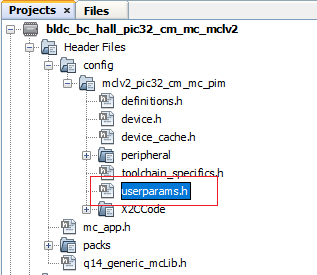 Projects × Files
bldc_bc_hall_pic32_cm_mc_mclv2
Header Files
config
mclv2_pic32_cm_mc_pim
definitions.h
device.h
device_cache.h
peripheral
toolchain_specifics.h
userparams.h
X2CCode
mc_app.h
packs
q14_generic_mcLib.h